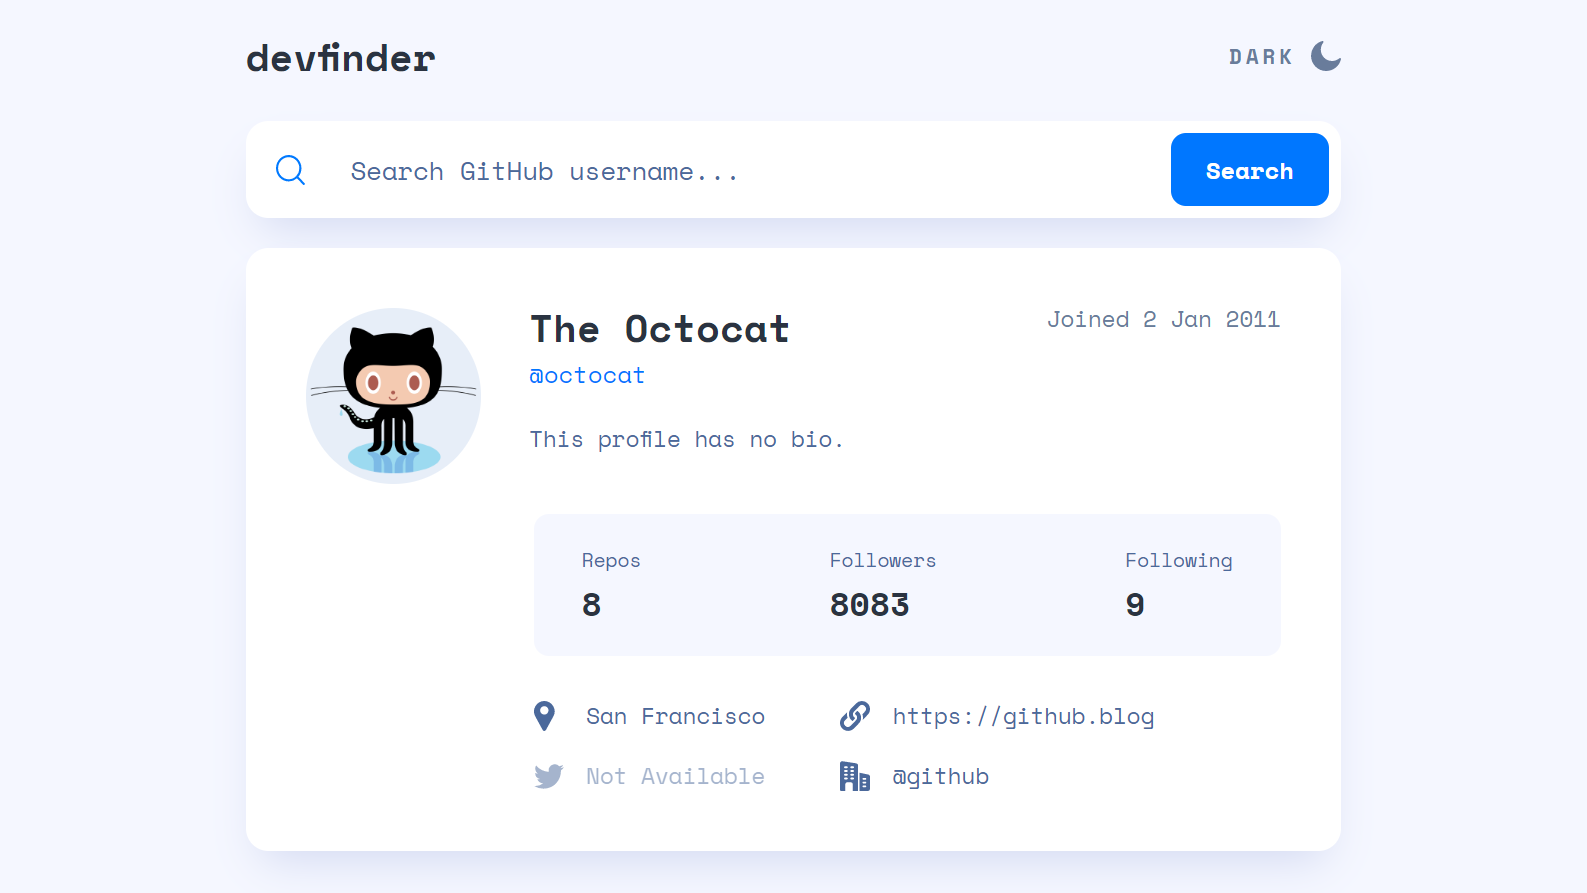 devfinder
DARK
Search GitHub username...
Search
The Octocat
Joined 2 Jan 2011
@octocat
This profile has no bio.
Repos
Followers
Following
8
8083
9
San Francisco
https://github.blog
Not Available
@github